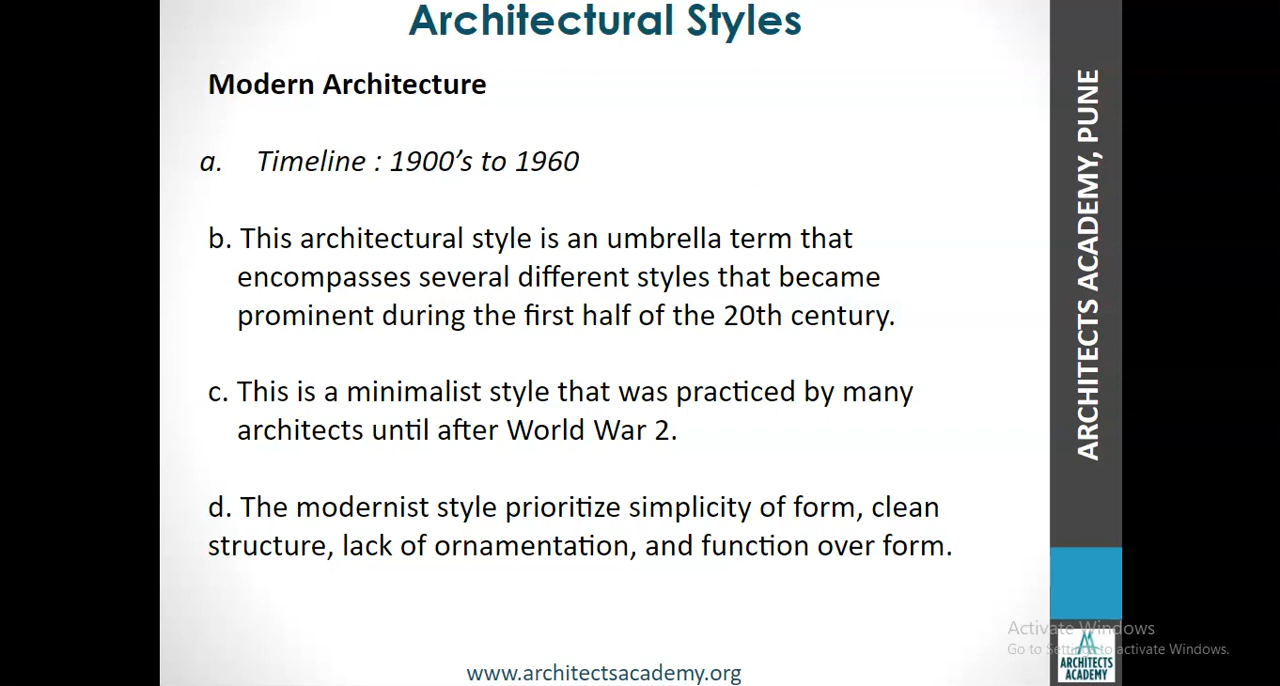 Architectural Styles
Modern Architecture
a. Timeline : 1900’s to 1960
b. This architectural style is an umbrella term that
encompasses several different styles that became
prominent during the first half of the 20th century.
c. This is a minimalist style that was practiced by many
architects until after World War 2.
d. The modernist style prioritize simplicity of form, clean
structure, lack of ornamentation, and function over form.
www.architectsacademy.org
ARCHITECTS ACADEMY, PUNE
Activate Windows
Go to Settings to activate Windows.
ARCHITECTS
ACADEMY